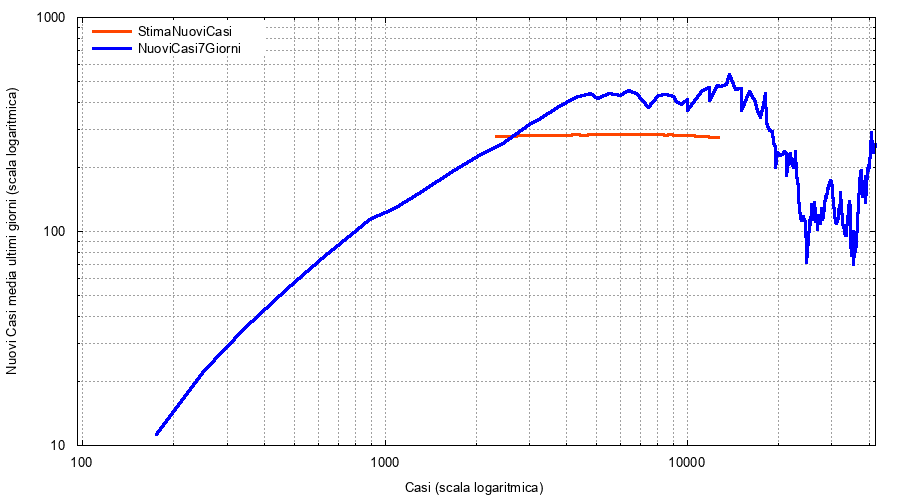 1000
StimaNuoviCasi
NuoviCasi7Giorni
Nuovi Casi media ultimi giorni (scala logaritmica)
100
10
100
1000
10000
Casi (scala logaritmica)